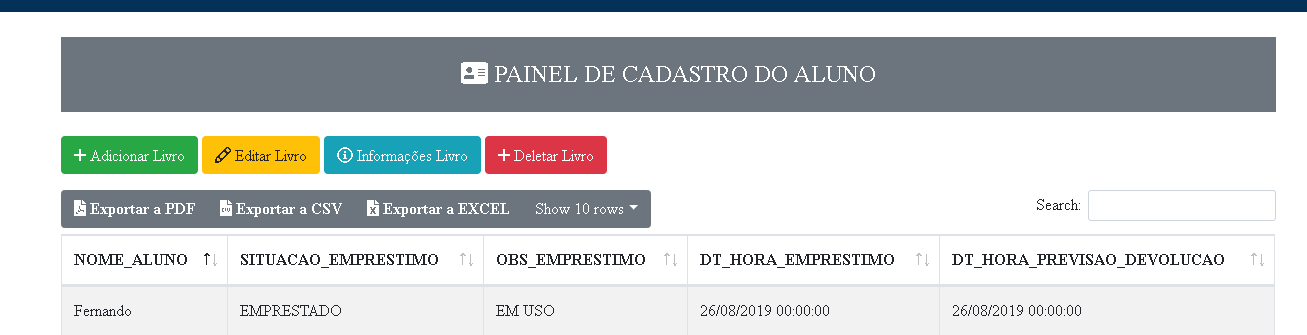 PAINEL DE CADASTRO DO ALUNO
Adicionar Livro Editar Livro Informações Livro Deletar Livro
Exportar a PDF Exportar a CSV Exportar a EXCEL Show 10 rows Search:
NOME_ALUNO SITUACAO_EMPRESTIMO OBS_EMPRESTIMO DT_HORA_EMPRESTIMO DT_HORA_PREVISAO_DEVOLUCAO
Fernando EMPRESTADO EM USO 26/08/2019 00:00:00 26/08/2019 00:00:00